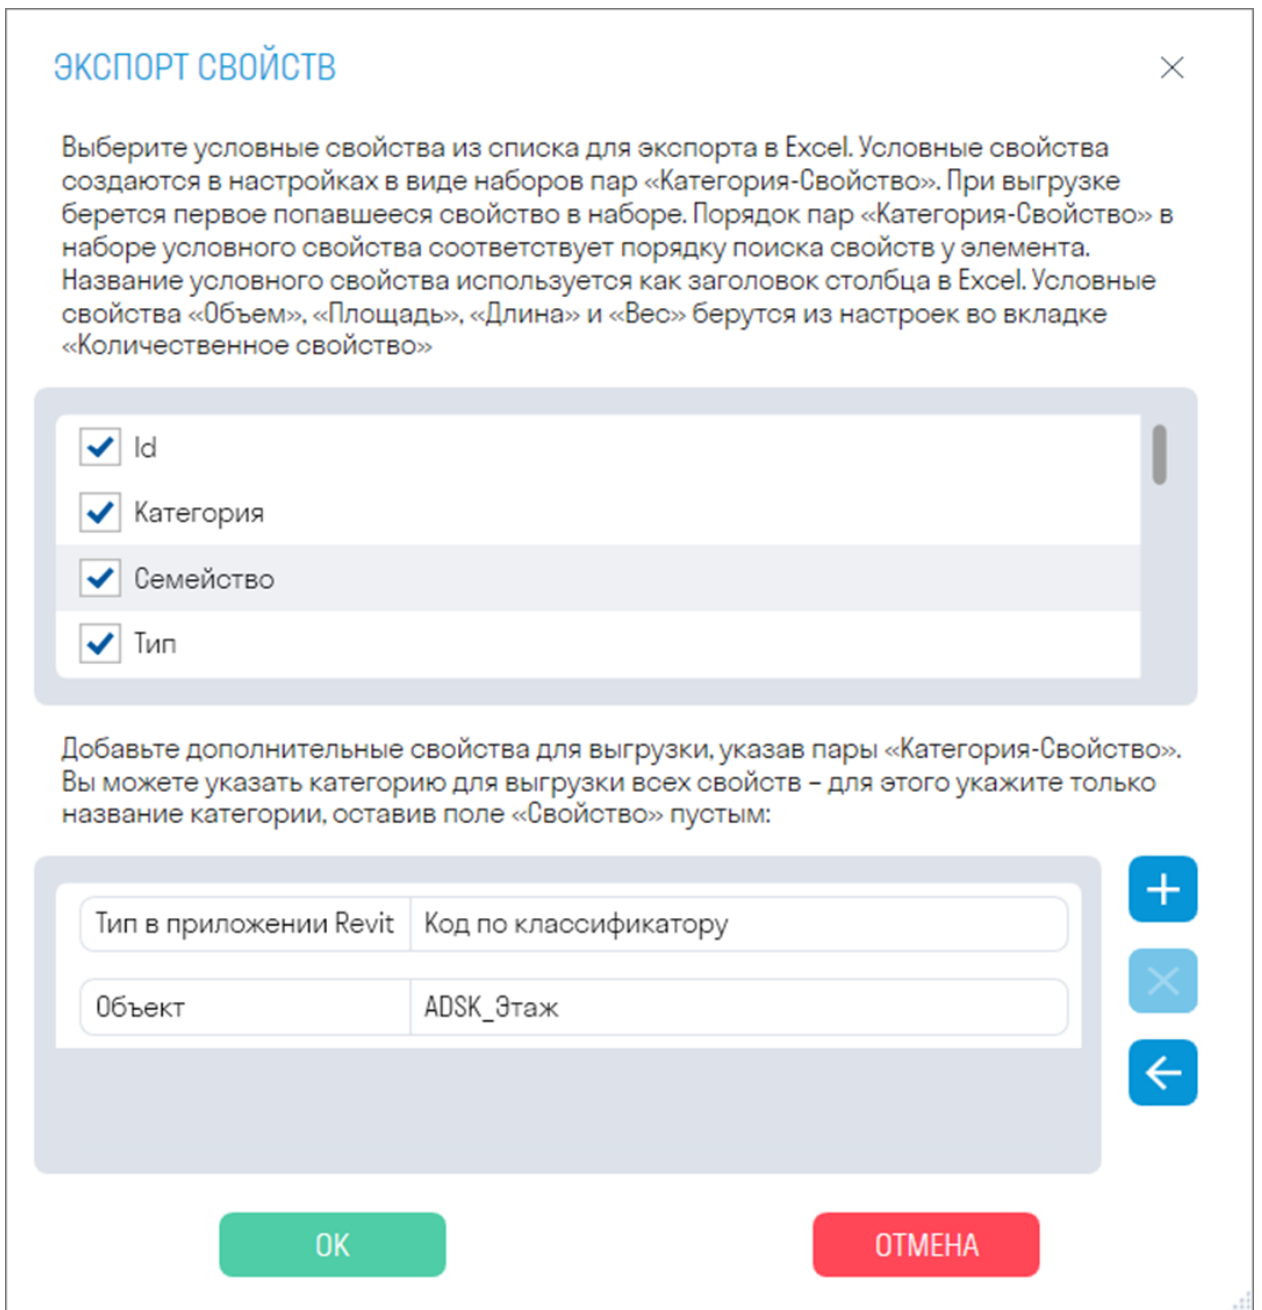 ЭКСПОРТ СВОЙСТВ
Выберите условные свойства из списка для экспорта в Excel. Условные свойства
создаются в настройках в виде наборов пар «Категория-Свойство». При выгрузке
берется первое попавшееся свойство в наборе. Порядок пар «Категория-Свойство» в
наборе условного свойства соответствует порядку поиска свойств у элемента.
Название условного свойства используется как заголовок столбца в Excel. Условные
свойства «Объем», «Площадь», «Длина» и «Вес» берутся из настроек во вкладке
«Количественное свойство»
Id
Категория
Семейство
Тип
Добавьте дополнительные свойства для выгрузки, указав пары «Категория-Свойство».
Вы можете указать категорию для выгрузки всех свойств – для этого укажите только
название категории, оставив поле «Свойство» пустым:
Тип в приложении Revit Код по классификатору
Объект ADSK_Этаж
ОК ОТМЕНА